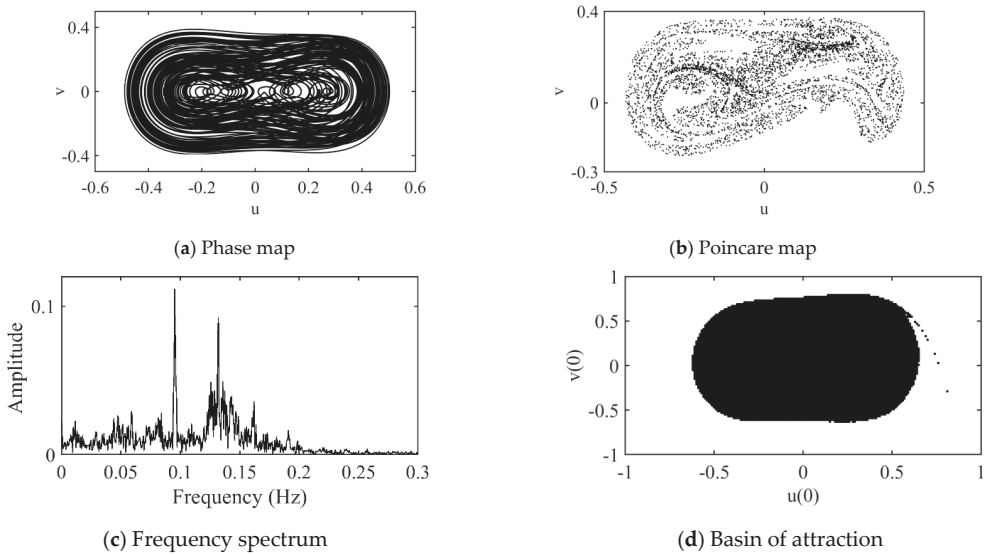 0.4
v
0
-0.4
-0.6
-0.4
-0.2
0
0.2
0.4
0.6
u
(a) Phase map
0.4
v
0
-0.3
-0.5
0
0.5
u
(b) Poincare map
0.1
Amplitude
0
0
0.05
0.1
0.15
0.2
0.25
0.3
Frequency (Hz)
(c) Frequency spectrum
1
0.5
v(0)
0
-0.5
-1
-1
-0.5
0
0.5
1
u(0)
(d) Basin of attraction